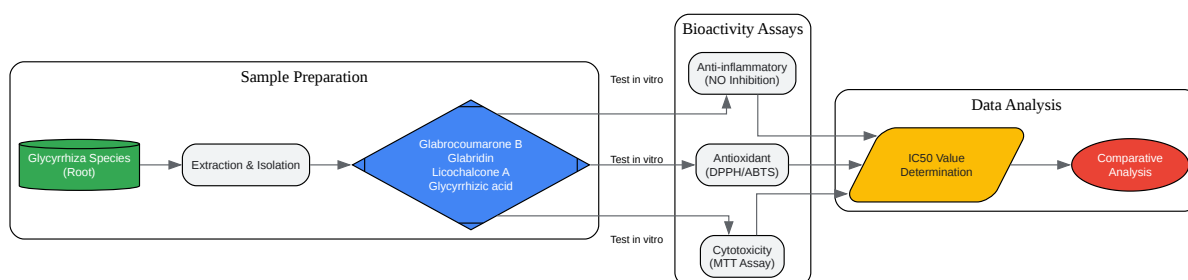 Sample Preparation
Glycyrrhiza Species
(Root)
Extraction & Isolation
Glabrocoumarone B
Glabridin
Licochalcone A
Glycyrrhizic acid
Test in vitro
Test in vitro
Test in vitro
Bioactivity Assays
Anti-inflammatory
(NO Inhibition)
Antioxidant
(DPPH/ABTS)
Cytotoxicity
(MTT Assay)
Data Analysis
IC50 Value
Determination
Comparative
Analysis